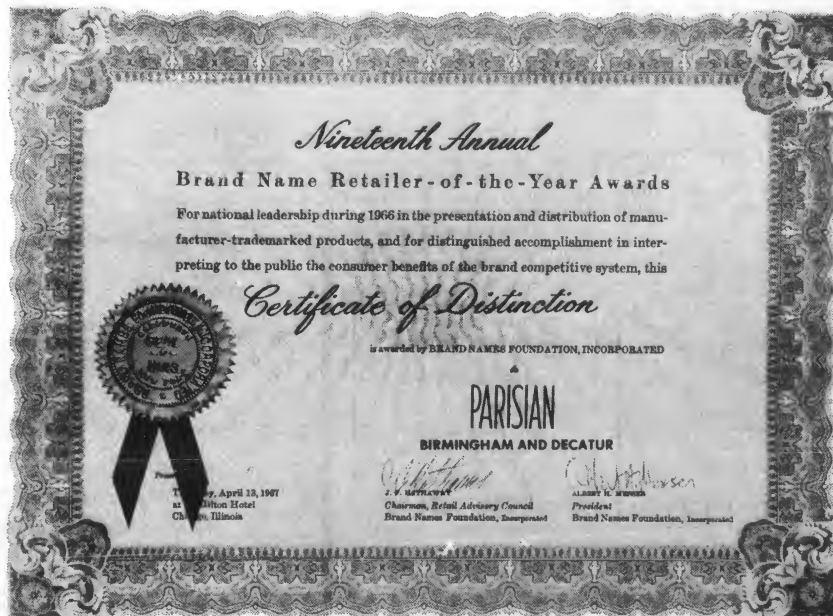 Nineteenth Annual
Brand Name Retailer-of-the-Year Awards
For national leadership during 1966 in the presentation and distribution of manu-
facturer-trademarked products, and for distinguished accomplishment in inter-
preting to the public the consumer benefits of the brand competitive system, this
Certificate of Distinction
is awarded by BRAND NAMES FOUNDATION, INCORPORATED
to
PARISIAN
BIRMINGHAM AND DECATUR
April 13, 1967
at Hotel
Illinois
J. HATHAWAY
Chairman, Retail Advisory Council
Brand Names Foundation, Incorporated
ALBERT H. MESSER
President
Brand Names Foundation, Incorporated